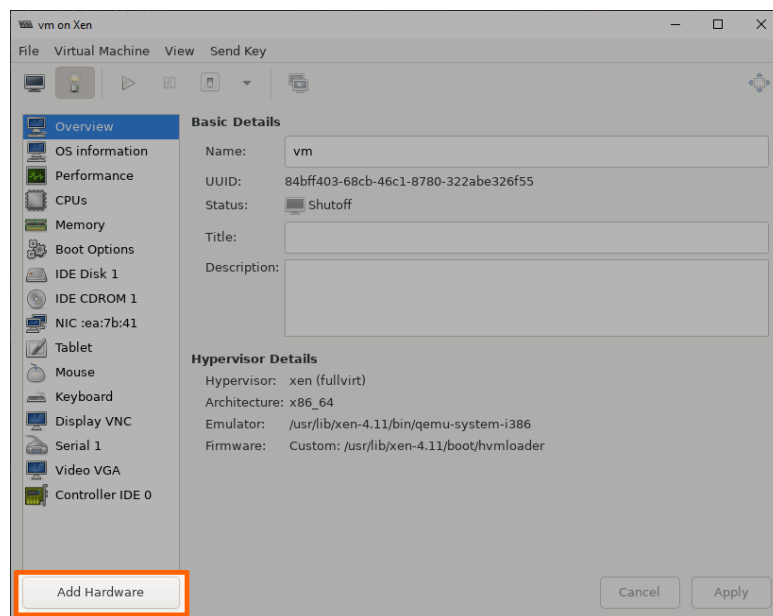 vm on Xen
File Virtual Machine View Send Key
Overview
OS information
Performance
CPUs
Memory
Boot Options
IDE Disk 1
IDE CDROM 1
NIC :ea:7b:41
Tablet
Mouse
Keyboard
Display VNC
Serial 1
Video VGA
Controller IDE 0
Add Hardware
Basic Details
Name: vm
UUID: 84bff403-68cb-46c1-8780-322abe326f55
Status: Shutoff
Title:
Description:
Hypervisor Details
Hypervisor: xen (fullvirt)
Architecture: x86_64
Emulator: /usr/lib/xen-4.11/bin/qemu-system-i386
Firmware: Custom: /usr/lib/xen-4.11/boot/hvmloader
Cancel Apply